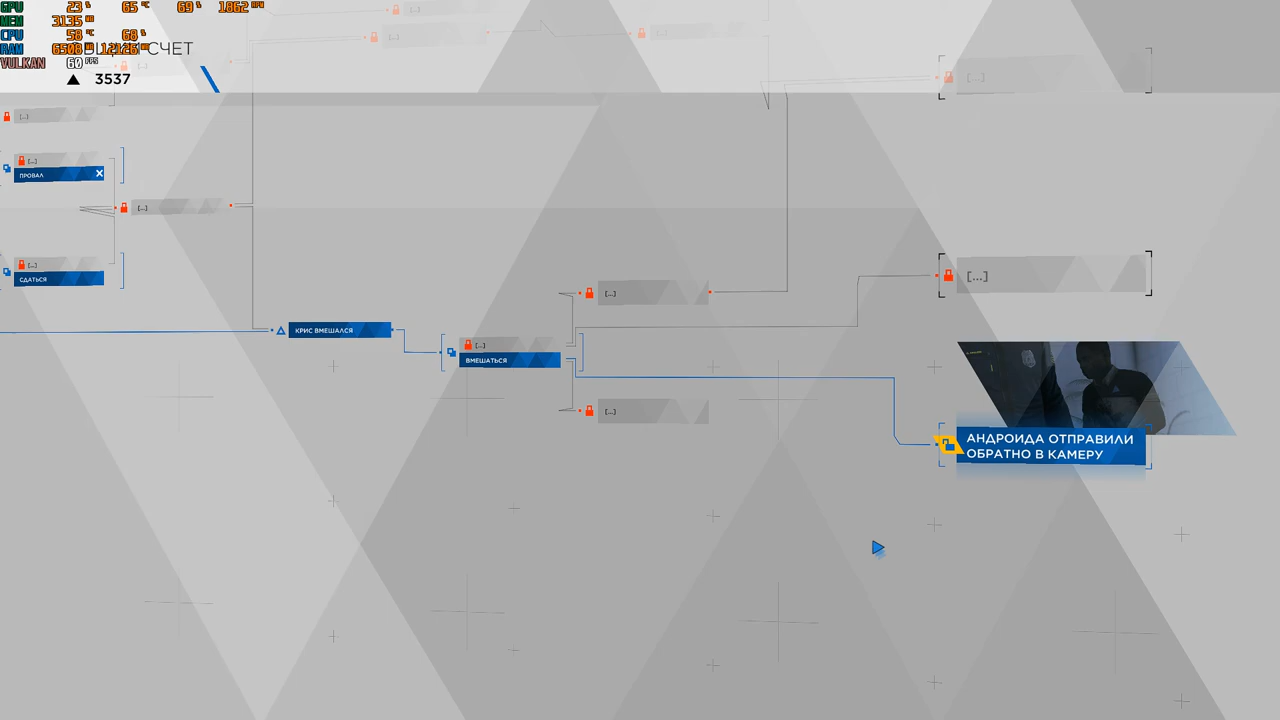 GPU 23 % 65 °C 69 % 1862 RPM
MEM 3135 MB
CPU 58 °C 68 %
RAM 6508 MB 12126 MB СЧЕТ
VULKAN 60 FPS
3537
[...]
[...]
[...]
[...]
[...]
[...]
[...]
ПРОВАЛ
[...]
[...]
СДАТЬСЯ
[...]
[...]
КРИС ВМЕШАЛСЯ
[...]
ВМЕШАТЬСЯ
[...]
АНДРОИДА ОТПРАВИЛИ
ОБРАТНО В КАМЕРУ